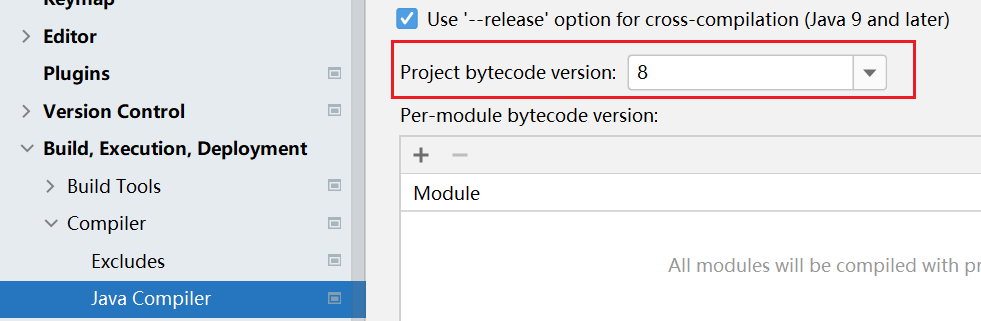 Keymap
Editor
Plugins
Version Control
Build, Execution, Deployment
Build Tools
Compiler
Excludes
Java Compiler
Use '--release' option for cross-compilation (Java 9 and later)
Project bytecode version: 8
Per-module bytecode version:
Module
All modules will be compiled with pr